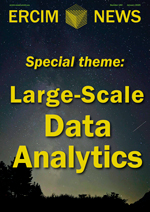 ERCIM NEWS
Special theme:
Large-Scale
Data
Analytics